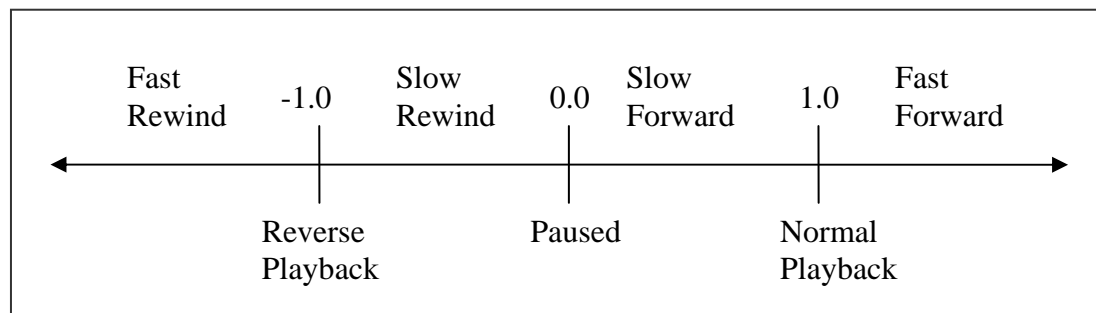 Fast
Rewind
-1.0
Slow
Rewind
0.0
Slow
Forward
1.0
Fast
Forward
Reverse
Playback
Paused
Normal
Playback